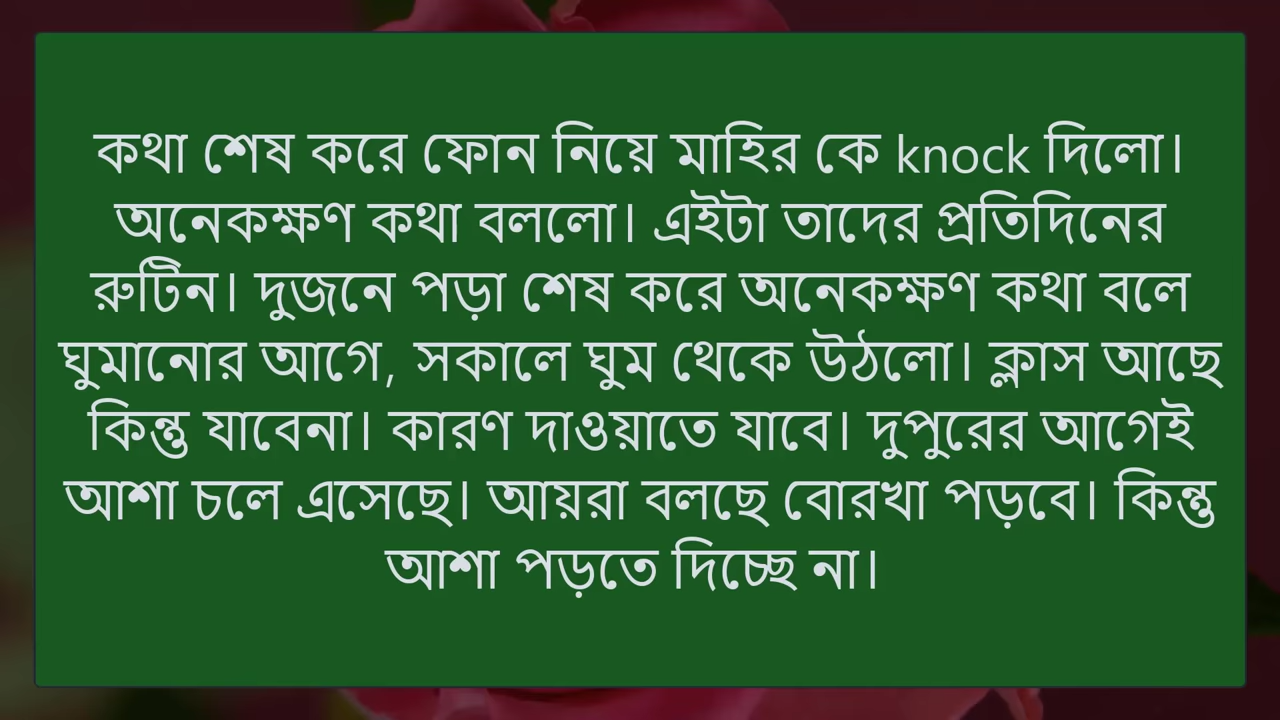 কথা শেষ করে ফোন নিয়ে মাহির কে knock দিলো।
অনেকক্ষণ কথা বললো। এইটা তাদের প্রতিদিনের
রুটিন। দুজনে পড়া শেষ করে অনেকক্ষণ কথা বলে
ঘুমানোর আগে, সকালে ঘুম থেকে উঠলো। ক্লাস আছে
কিন্তু যাবেনা। কারণ দাওয়াতে যাবে। দুপুরের আগেই
আশা চলে এসেছে। আয়রা বলছে বোরখা পড়বে। কিন্তু
আশা পড়তে দিচ্ছে না।